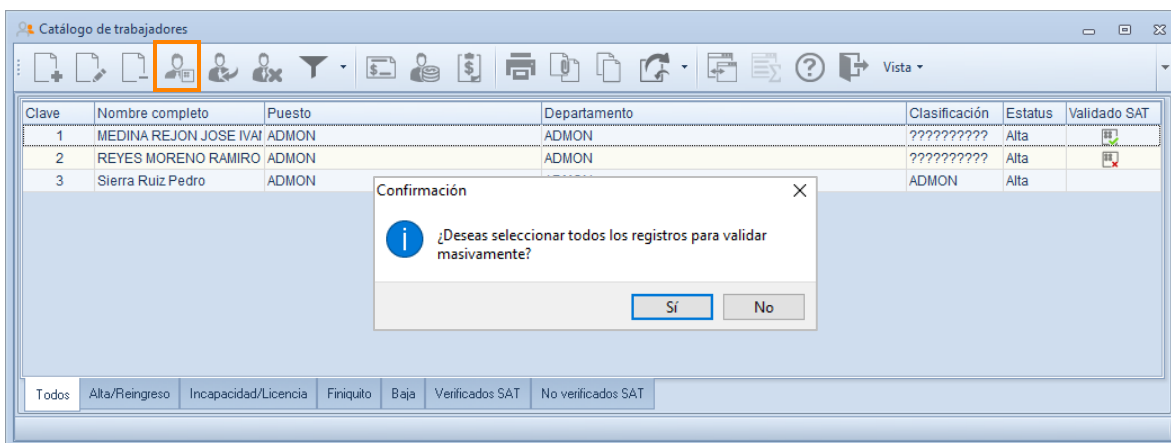 Catálogo de trabajadores
Vista
Clave Nombre completo Puesto Departamento Clasificación Estatus Validado SAT
1 MEDINA REJON JOSE IVAN ADMON ADMON ?????????? Alta
2 REYES MORENO RAMIRO ADMON ADMON ?????????? Alta
3 Sierra Ruiz Pedro ADMON ADMON Alta
Confirmación
¿Deseas seleccionar todos los registros para validar
masivamente?
Sí No
Todos Alta/Reingreso Incapacidad/Licencia Finiquito Baja Verificados SAT No verificados SAT